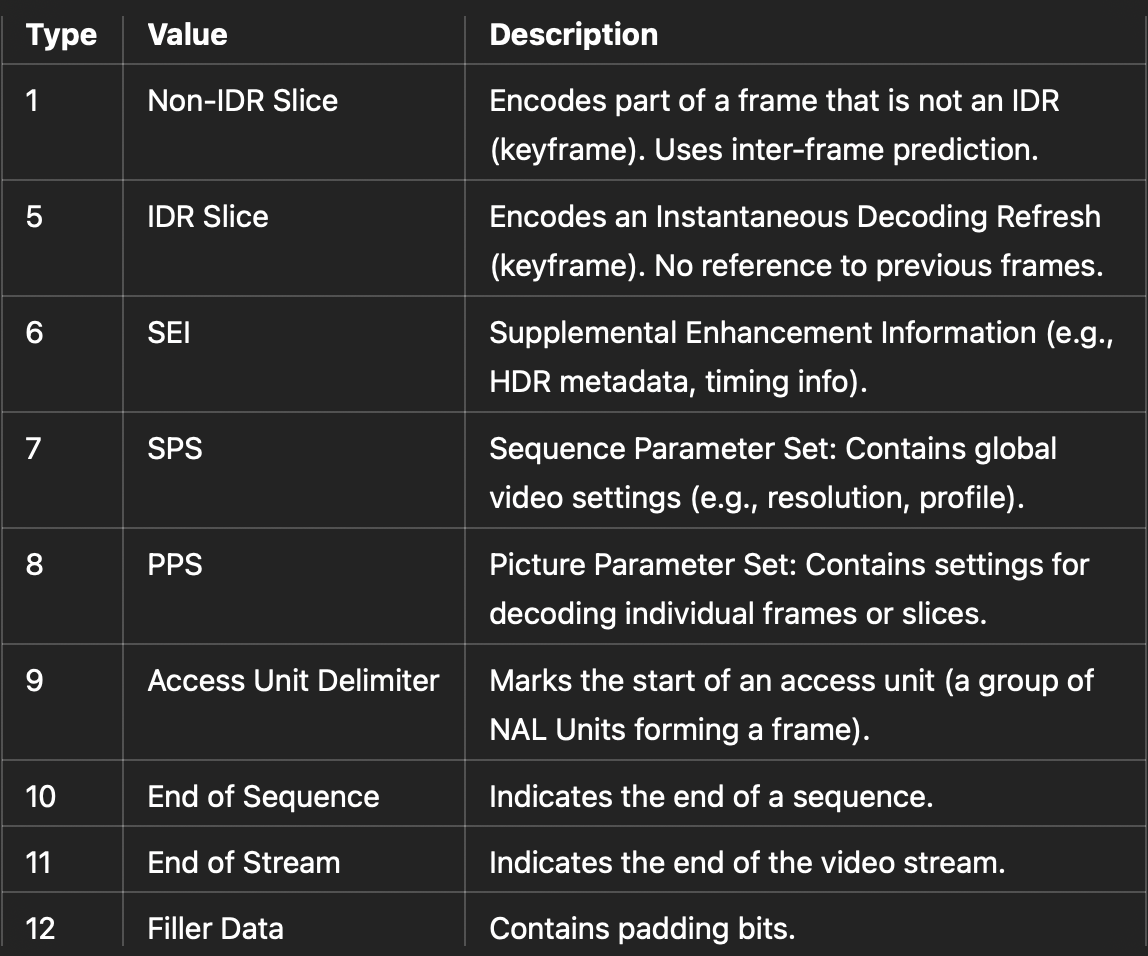 Type Value Description
1 Non-IDR Slice Encodes part of a frame that is not an IDR
(keyframe). Uses inter-frame prediction.
5 IDR Slice Encodes an Instantaneous Decoding Refresh
(keyframe). No reference to previous frames.
6 SEI Supplemental Enhancement Information (e.g.,
HDR metadata, timing info).
7 SPS Sequence Parameter Set: Contains global
video settings (e.g., resolution, profile).
8 PPS Picture Parameter Set: Contains settings for
decoding individual frames or slices.
9 Access Unit Delimiter Marks the start of an access unit (a group of
NAL Units forming a frame).
10 End of Sequence Indicates the end of a sequence.
11 End of Stream Indicates the end of the video stream.
12 Filler Data Contains padding bits.